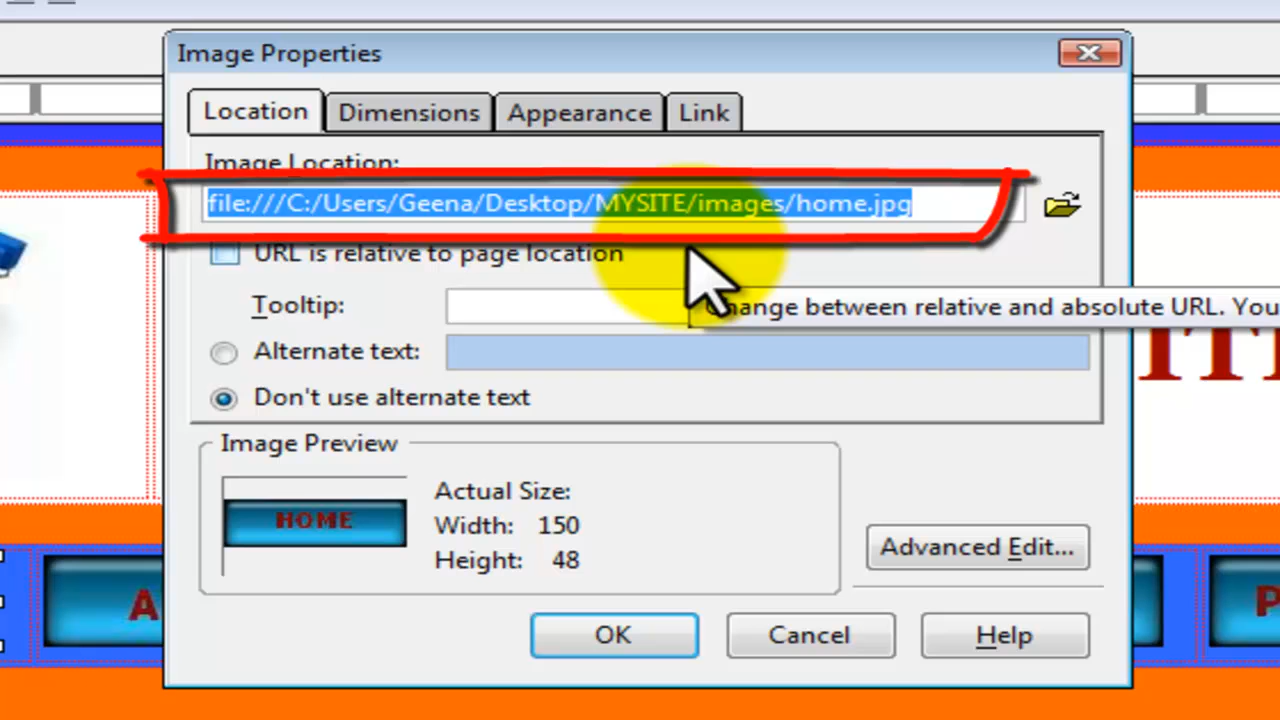 Image Properties
Location Dimensions Appearance Link
Image Location:
file:///C:/Users/Geena/Desktop/MYSITE/images/home.jpg
URL is relative to page location
Tooltip:
Change between relative and absolute URL. You
Alternate text:
Don't use alternate text
Image Preview
HOME
Actual Size:
Width: 150
Height: 48
Advanced Edit...
OK Cancel Help
A
P